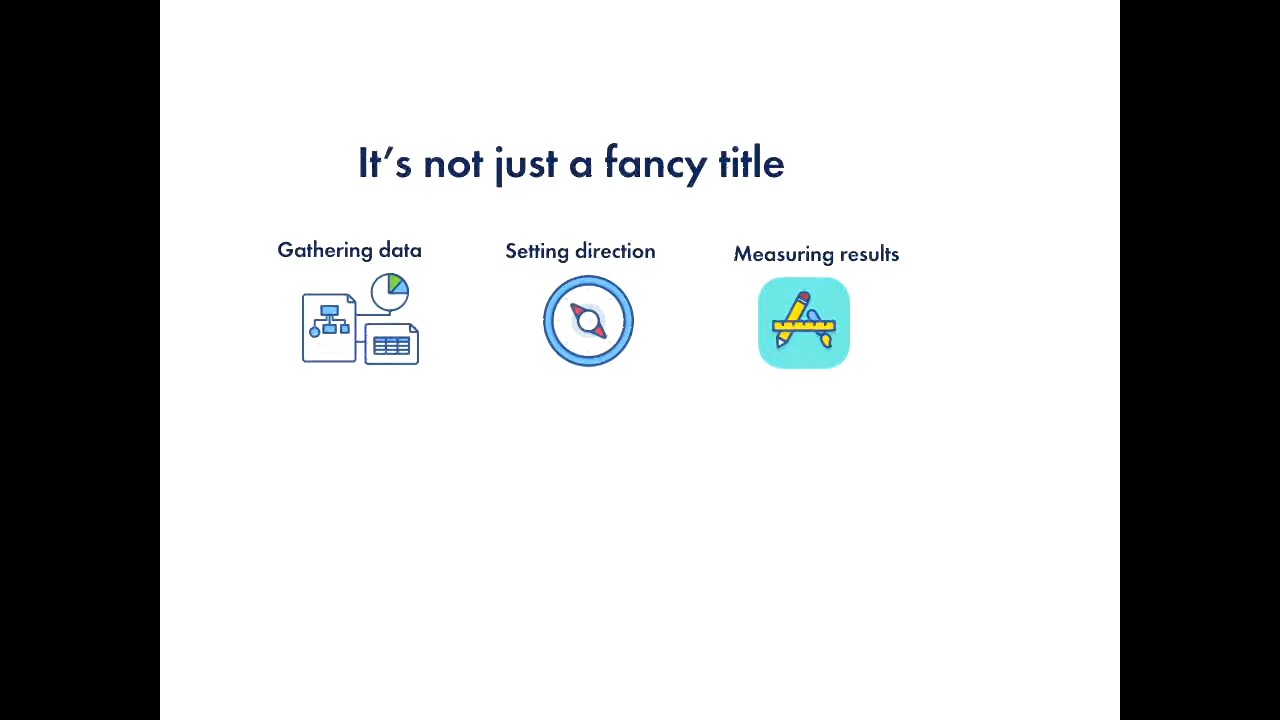 It’s not just a fancy title
Gathering data
Setting direction
Measuring results